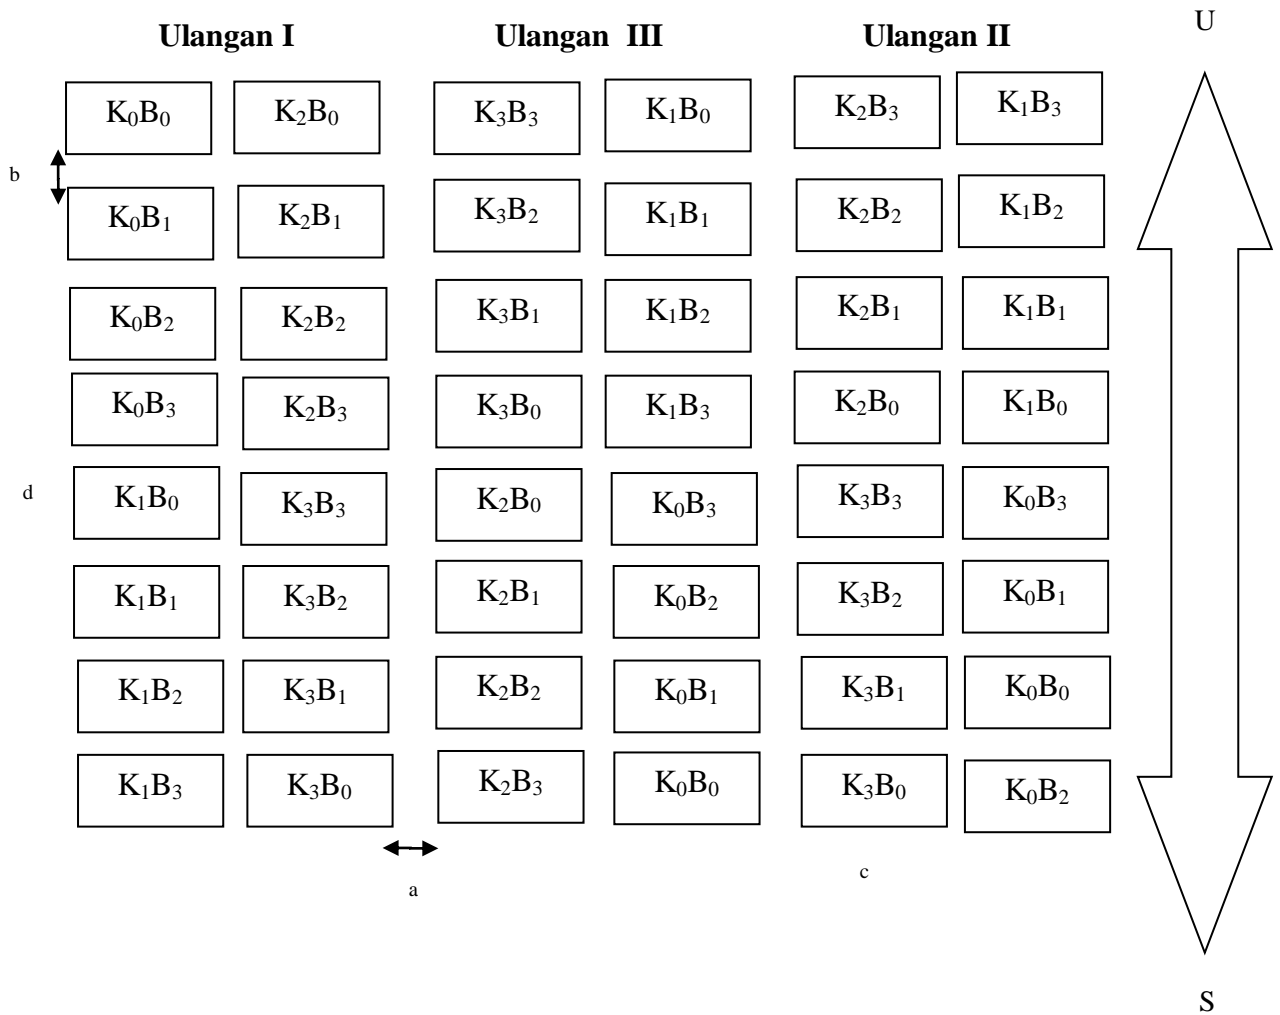 Ulangan I Ulangan III Ulangan II U
K₀B₀ K₂B₀ K₃B₃ K₁B₀ K₂B₃ K₁B₃
b
K₀B₁ K₂B₁ K₃B₂ K₁B₁ K₂B₂ K₁B₂
K₀B₂ K₂B₂ K₃B₁ K₁B₂ K₂B₁ K₁B₁
K₀B₃ K₂B₃ K₃B₀ K₁B₃ K₂B₀ K₁B₀
d K₁B₀ K₃B₃ K₂B₀ K₀B₃ K₃B₃ K₀B₃
K₁B₁ K₃B₂ K₂B₁ K₀B₂ K₃B₂ K₀B₁
K₁B₂ K₃B₁ K₂B₂ K₀B₁ K₃B₁ K₀B₀
K₁B₃ K₃B₀ K₂B₃ K₀B₀ K₃B₀ K₀B₂
a c
S